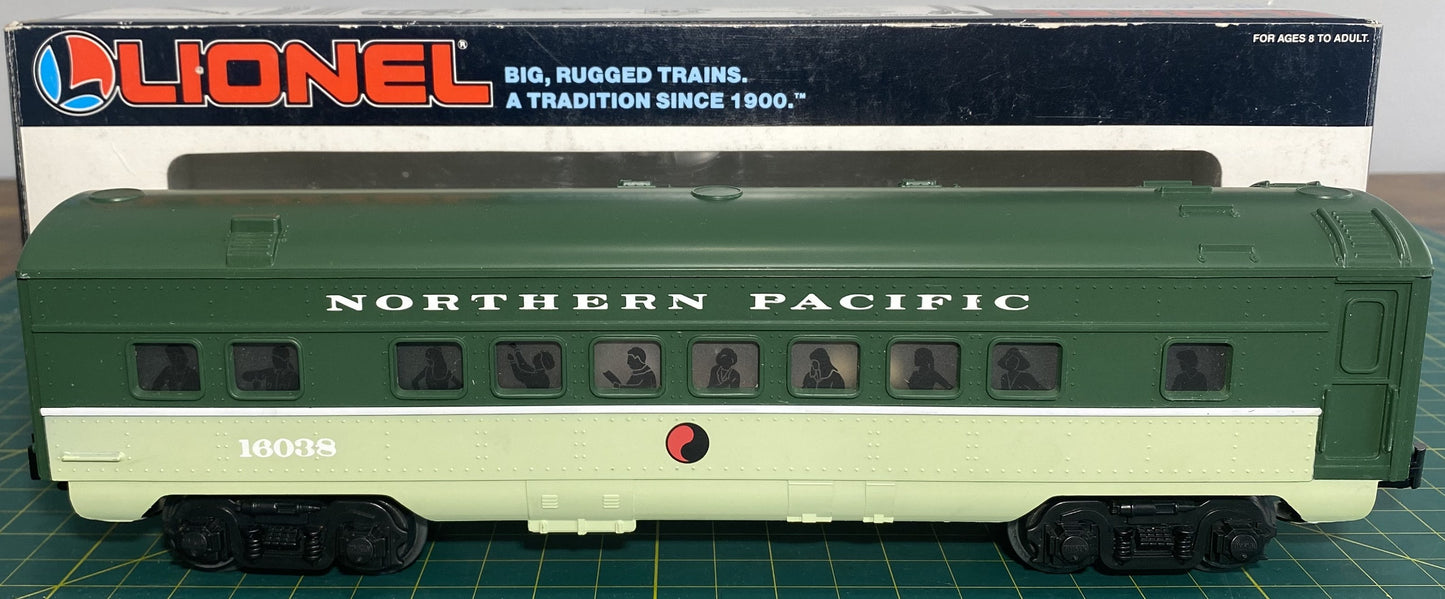 LIONEL®
BIG, RUGGED TRAINS.
A TRADITION SINCE 1900.™
FOR AGES 8 TO ADULT.
NORTHERN PACIFIC
16038